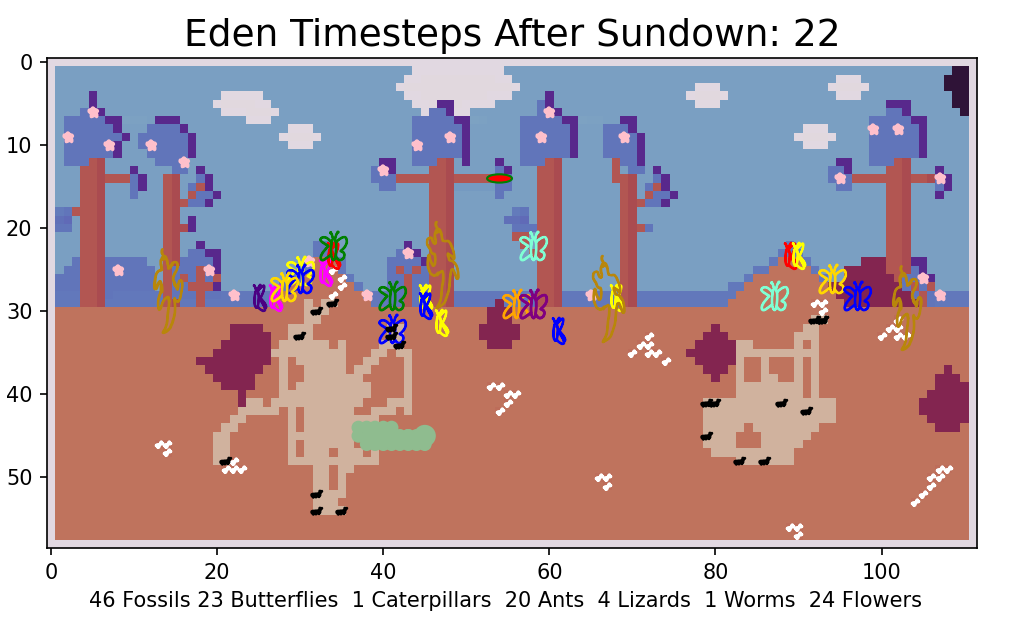 Eden Timesteps After Sundown: 22
0
10
20
30
40
50
0 20 40 60 80 100
46 Fossils 23 Butterflies 1 Caterpillars 20 Ants 4 Lizards 1 Worms 24 Flowers